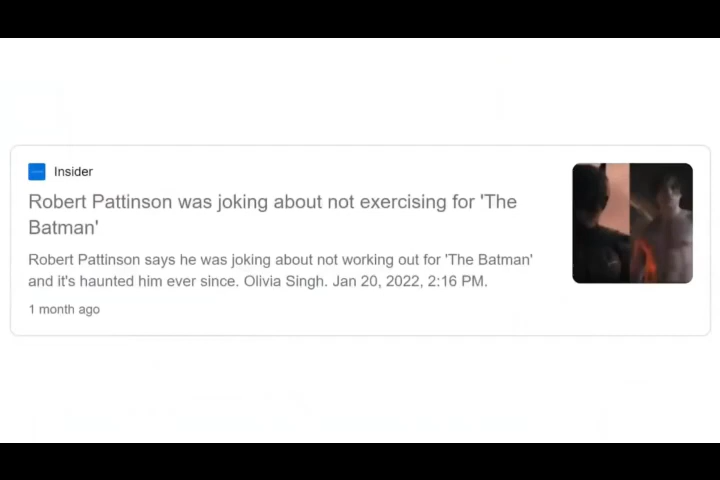 Insider
Robert Pattinson was joking about not exercising for 'The
Batman'
Robert Pattinson says he was joking about not working out for 'The Batman'
and it's haunted him ever since. Olivia Singh. Jan 20, 2022, 2:16 PM.
1 month ago